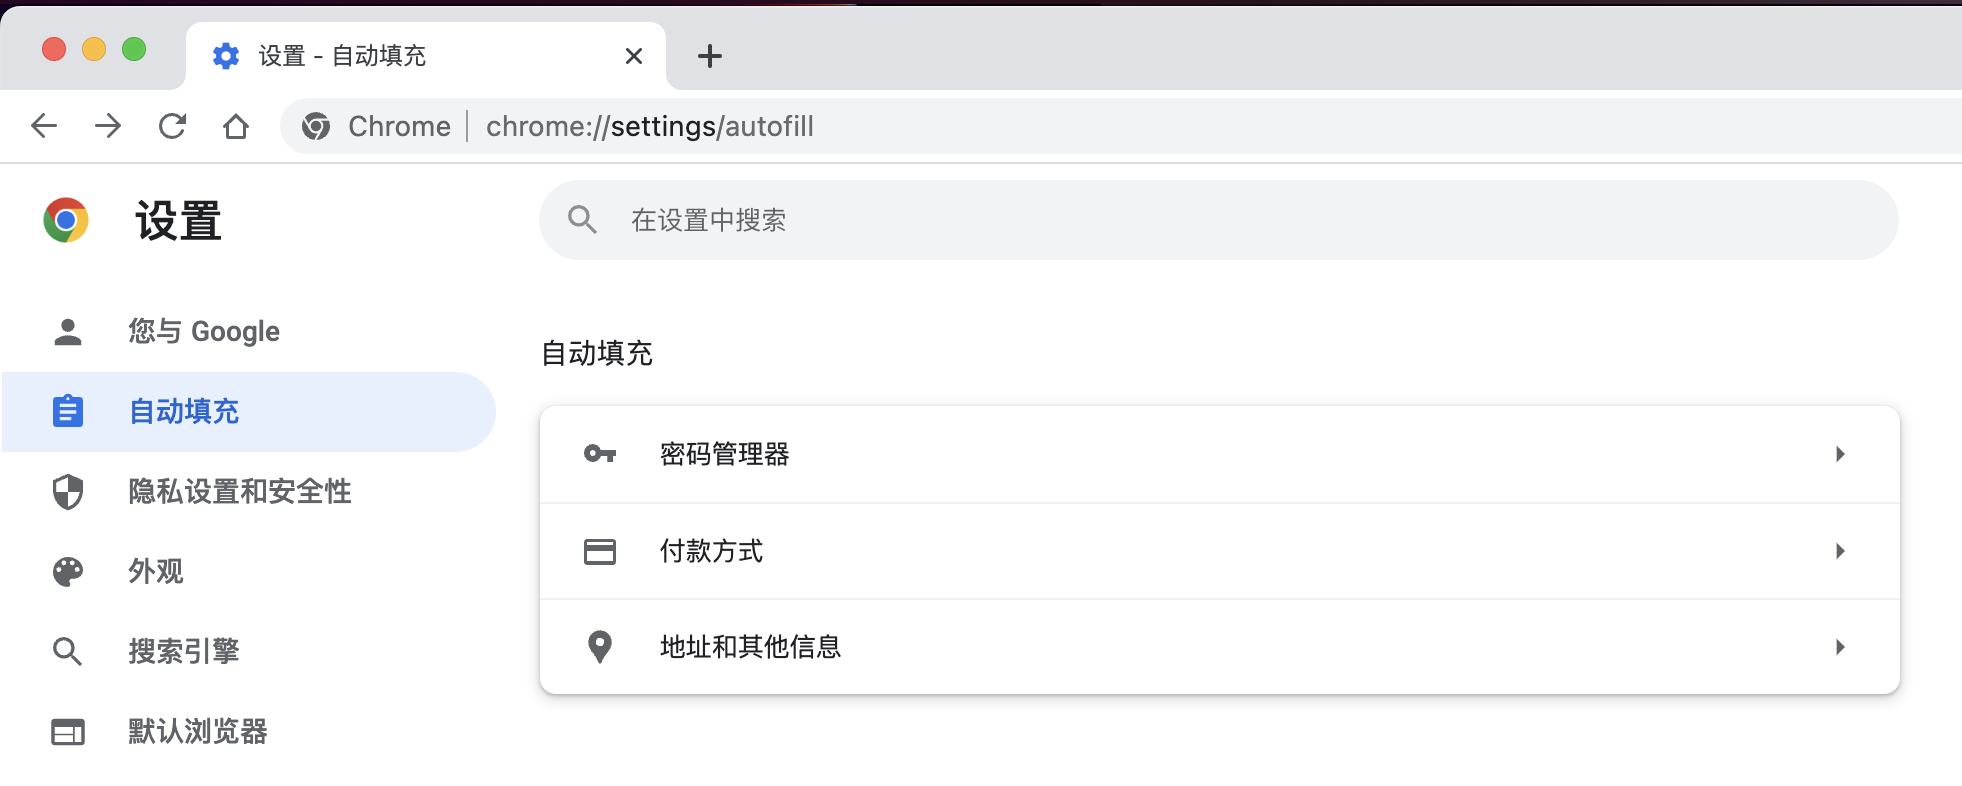 设置 - 自动填充
Chrome | chrome://settings/autofill
设置
在设置中搜索
您与 Google
自动填充
隐私设置和安全性
外观
搜索引擎
默认浏览器
自动填充
密码管理器
付款方式
地址和其他信息